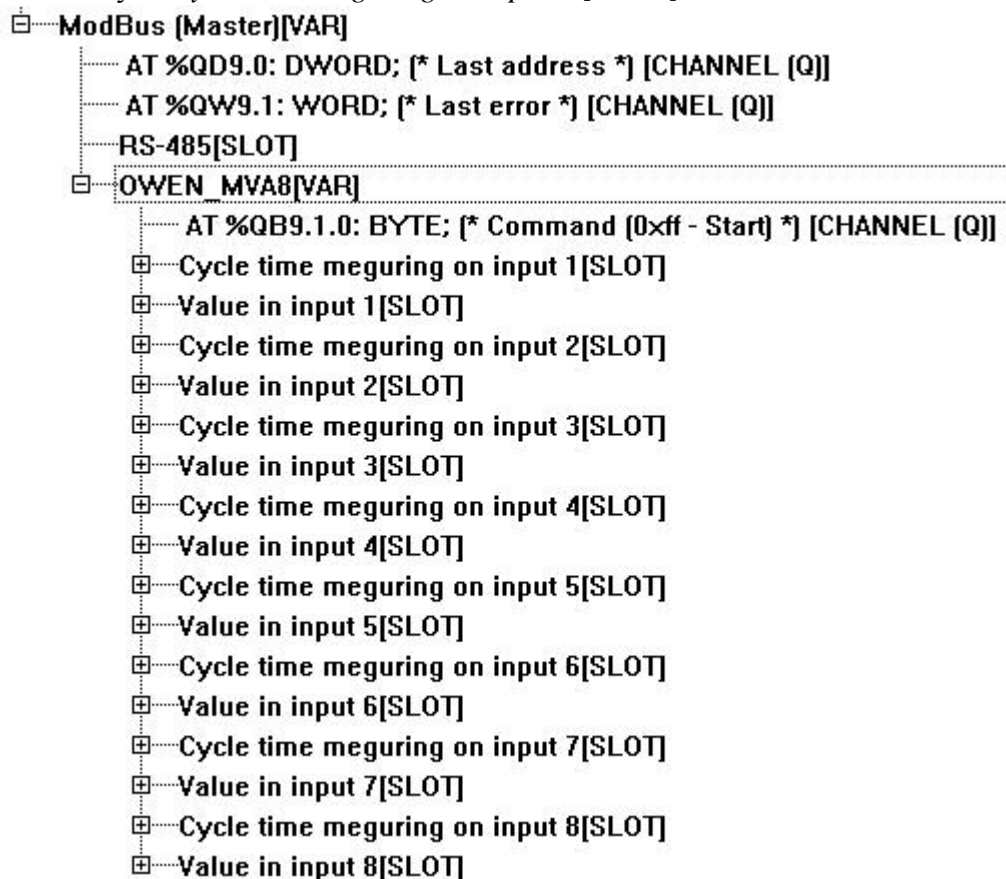 ModBus (Master)[VAR]
AT %QD9.0: DWORD; (* Last address *) [CHANNEL (Q)]
AT %QW9.1: WORD; (* Last error *) [CHANNEL (Q)]
RS-485[SLOT]
OWEN_MVA8[VAR]
AT %QB9.1.0: BYTE; (* Command (0xff - Start) *) [CHANNEL (Q)]
Cycle time meguring on input 1[SLOT]
Value in input 1[SLOT]
Cycle time meguring on input 2[SLOT]
Value in input 2[SLOT]
Cycle time meguring on input 3[SLOT]
Value in input 3[SLOT]
Cycle time meguring on input 4[SLOT]
Value in input 4[SLOT]
Cycle time meguring on input 5[SLOT]
Value in input 5[SLOT]
Cycle time meguring on input 6[SLOT]
Value in input 6[SLOT]
Cycle time meguring on input 7[SLOT]
Value in input 7[SLOT]
Cycle time meguring on input 8[SLOT]
Value in input 8[SLOT]